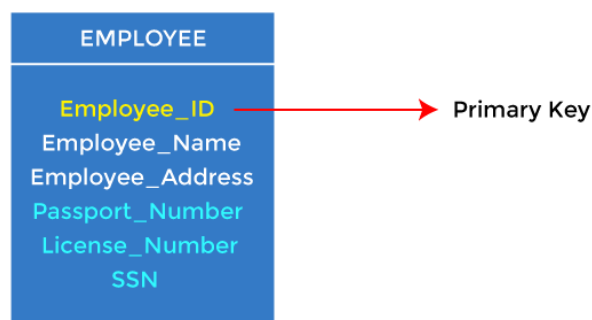 EMPLOYEE
Employee_ID
Primary Key
Employee_Name
Employee_Address
Passport_Number
License_Number
SSN